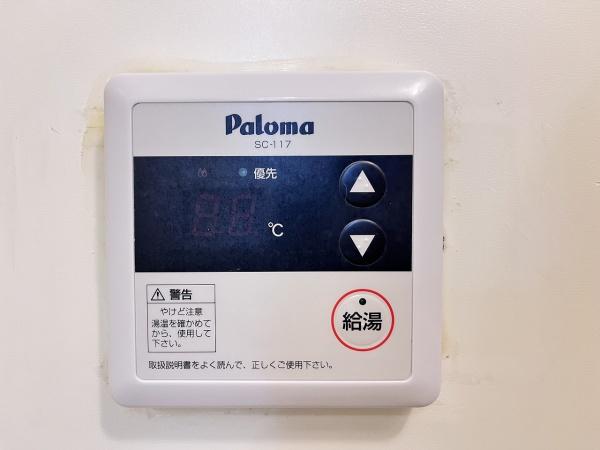 Paloma
SC-117
優先
℃
警告
やけど注意
湯温を確かめて
から、使用して
下さい。
給湯
取扱説明書をよく読んで、正しくご使用下さい。